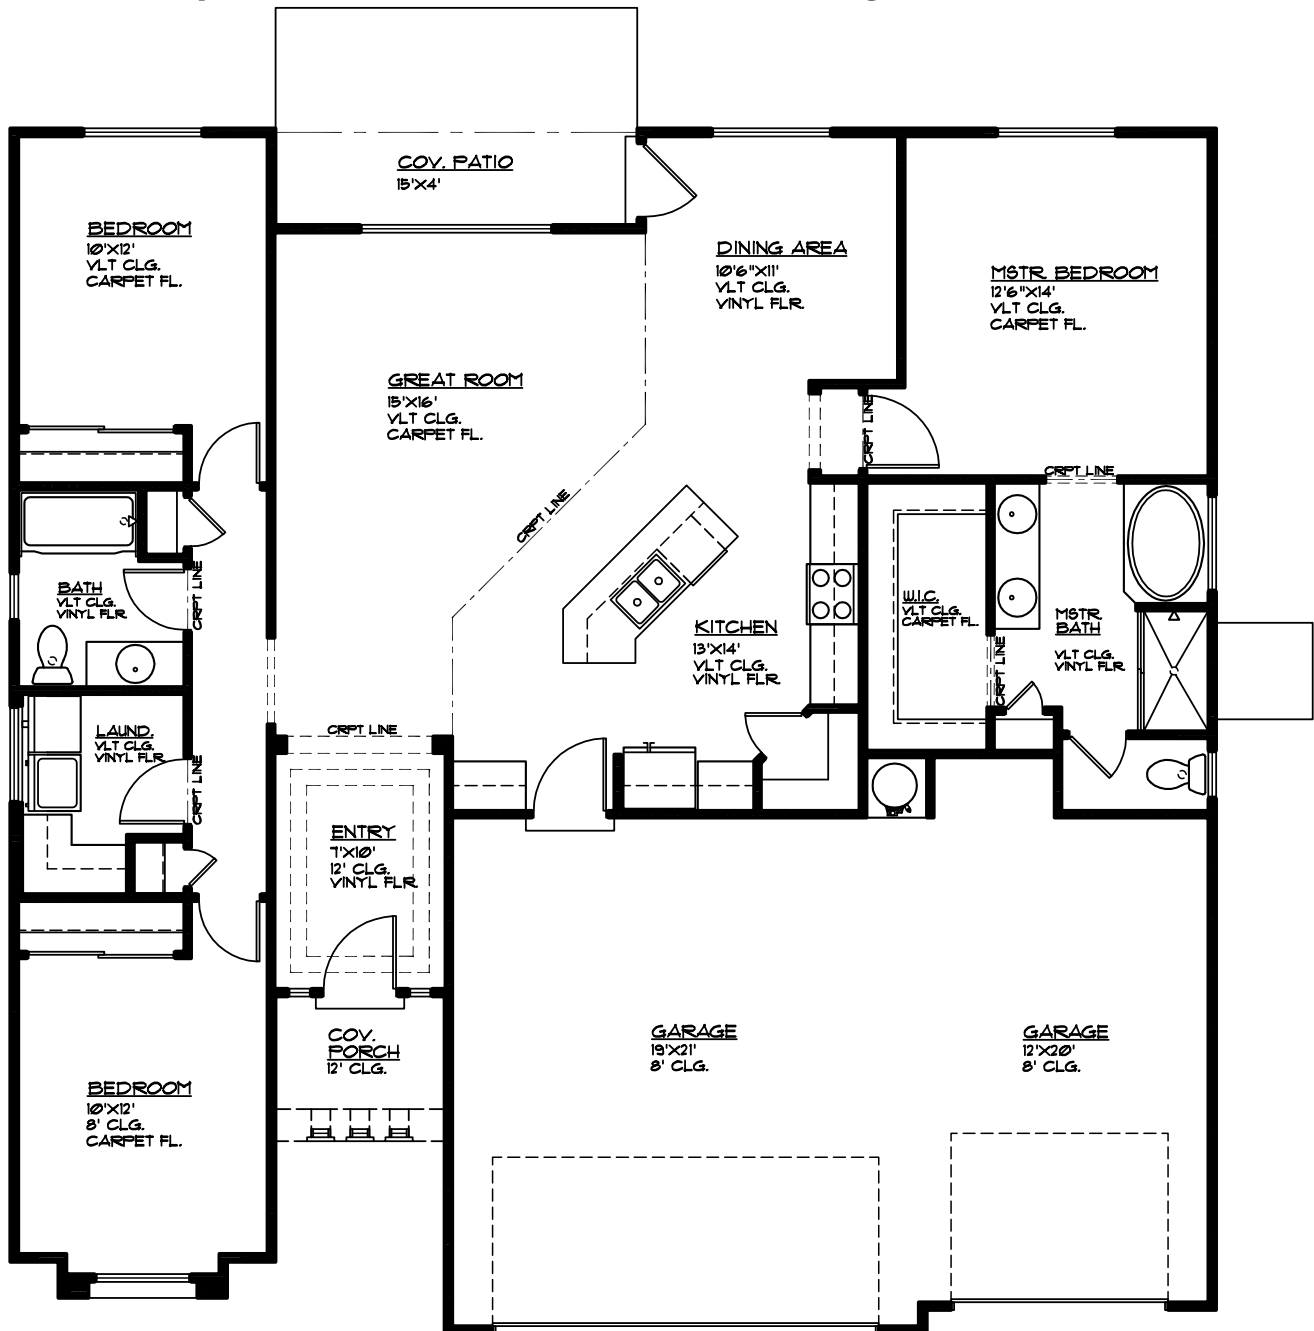 COV. PATIO
15'X4'
BEDROOM
10'X12'
VLT CLG.
CARPET FL.
DINING AREA
10'6"X11'
VLT CLG.
VINYL FLR.
MSTR. BEDROOM
12'6"X14'
VLT CLG.
CARPET FL.
GREAT ROOM
15'X16'
VLT CLG.
CARPET FL.
CRPT LINE
CRPT LINE
CRPT LINE
BATH
VLT CLG.
VINYL FLR.
CRPT LINE
KITCHEN
13'X14'
VLT CLG.
VINYL FLR.
W.I.C.
VLT CLG.
CARPET FL.
MSTR.
BATH
VLT CLG.
VINYL FLR.
CRPT LINE
LAUND.
VLT CLG.
VINYL FLR.
CRPT LINE
CRPT LINE
ENTRY
7'X10'
12' CLG.
VINYL FLR.
COV.
PORCH
12' CLG.
GARAGE
19'X21'
8' CLG.
GARAGE
12'X20'
8' CLG.
BEDROOM
10'X12'
8' CLG.
CARPET FL.